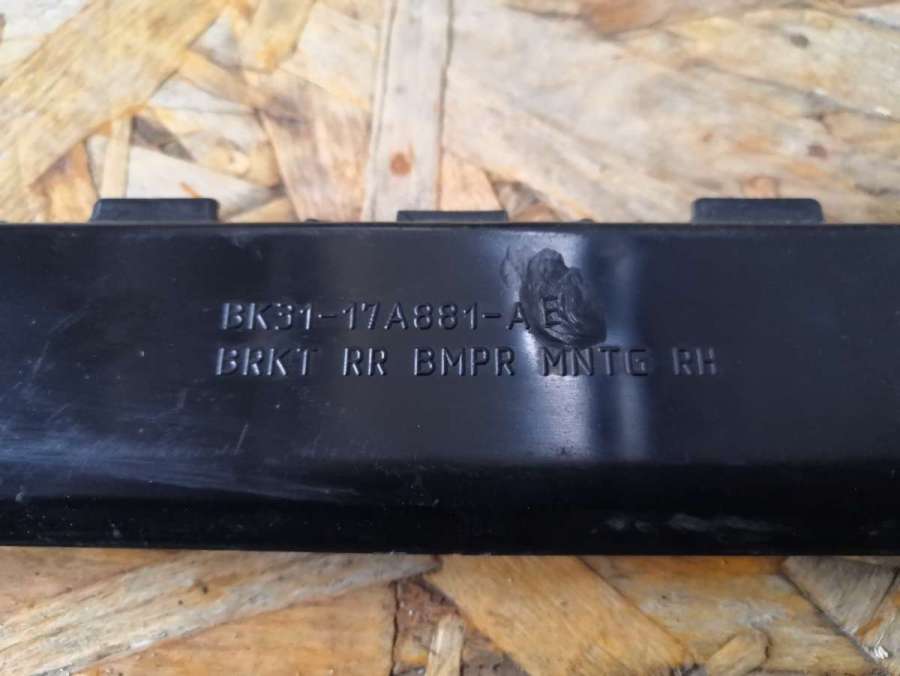 BK31-17A881-AE
BRKT RR BMPR MNTG RH